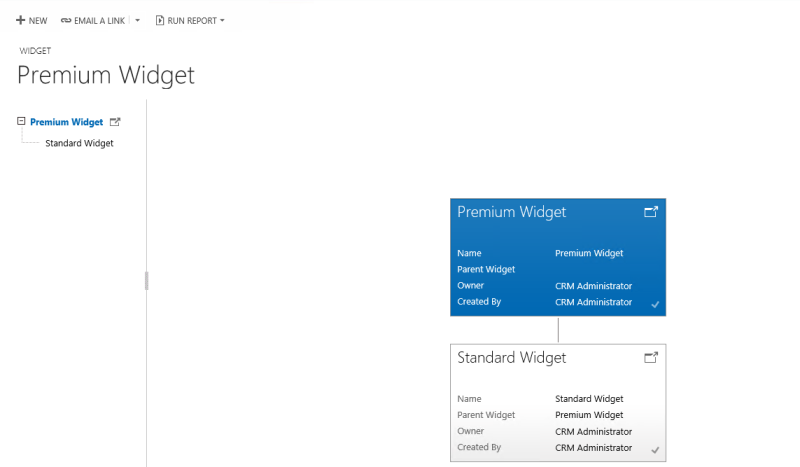 NEW EMAIL A LINK RUN REPORT
WIDGET
Premium Widget
Premium Widget
Standard Widget
Premium Widget
Name Premium Widget
Parent Widget
Owner CRM Administrator
Created By CRM Administrator
Standard Widget
Name Standard Widget
Parent Widget Premium Widget
Owner CRM Administrator
Created By CRM Administrator